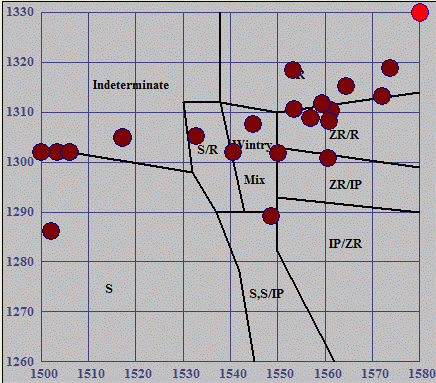 1330
R
1320
Indeterminate
1310
ZR/R
Wintry
S/R
1300
Mix
ZR/IP
1290
IP/ZR
1280
S
S,S/IP
1270
1260
1500 1510 1520 1530 1540 1550 1560 1570 1580